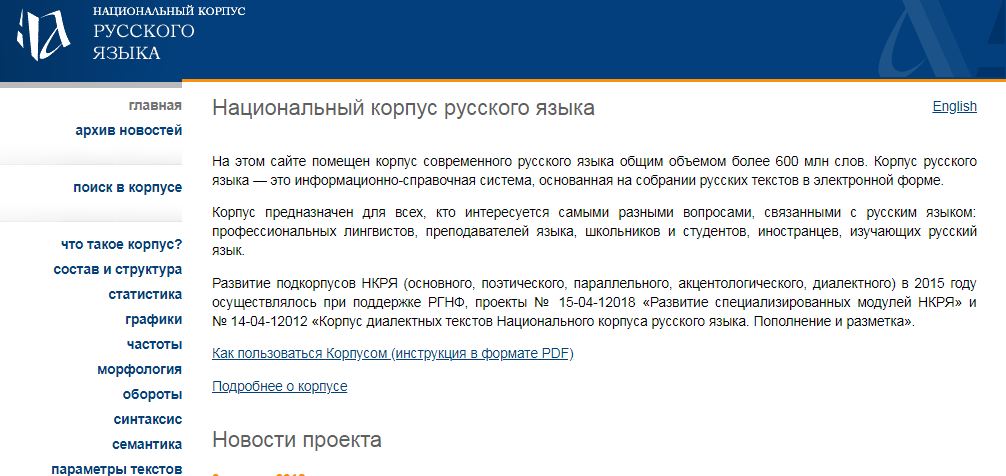 НАЦИОНАЛЬНЫЙ КОРПУС
РУССКОГО
ЯЗЫКА
главная
архив новостей
поиск в корпусе
что такое корпус?
состав и структура
статистика
графики
частоты
морфология
обороты
синтаксис
семантика
параметры текстов
Национальный корпус русского языка
English
На этом сайте помещен корпус современного русского языка общим объемом более 600 млн слов. Корпус русского
языка — это информационно-справочная система, основанная на собрании русских текстов в электронной форме.
Корпус предназначен для всех, кто интересуется самыми разными вопросами, связанными с русским языком:
профессиональных лингвистов, преподавателей языка, школьников и студентов, иностранцев, изучающих русский
язык.
Развитие подкорпусов НКРЯ (основного, поэтического, параллельного, акцентологического, диалектного) в 2015 году
осуществлялось при поддержке РГНФ, проекты № 15-04-12018 «Развитие специализированных модулей НКРЯ» и
№ 14-04-12012 «Корпус диалектных текстов Национального корпуса русского языка. Пополнение и разметка».
Как пользоваться Корпусом (инструкция в формате PDF)
Подробнее о корпусе
Новости проекта